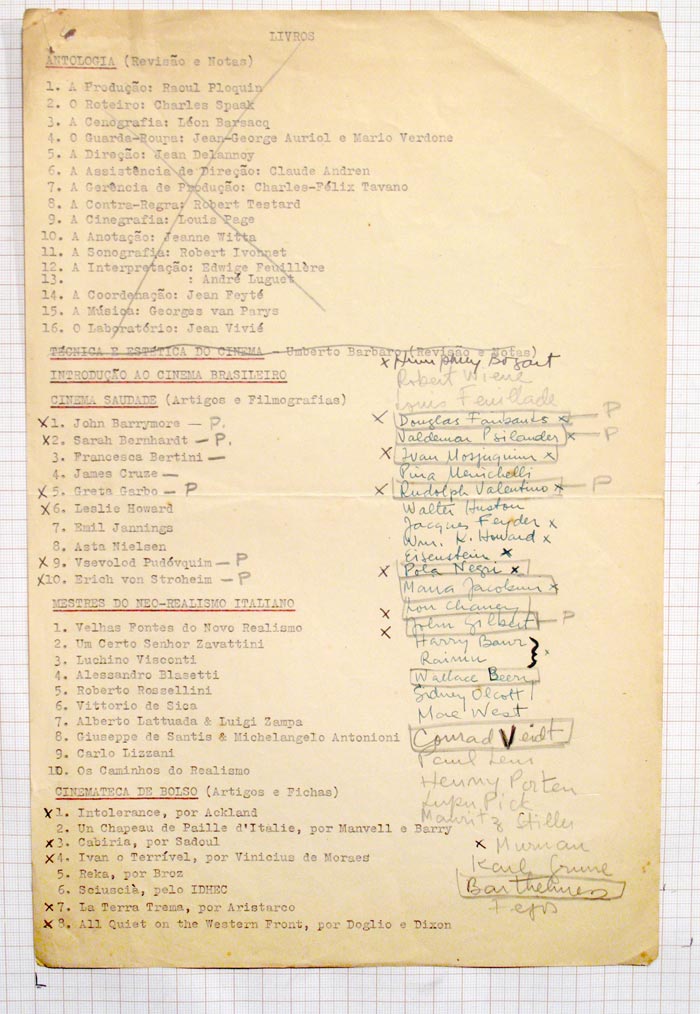 LIVROS
ANTOLOGIA (Revisão e Notas)
1. A Produção: Raoul Ploquin
2. O Roteiro: Charles Spaak
3. A Cenografia: Léon Barsacq
4. O Guarda-Roupa: Jean-George Auriol e Mario Verdone
5. A Direção: Jean Delannoy
6. A Assistência de Direção: Claude Andren
7. A Gerência de Produção: Charles-Félix Tavano
8. A Contra-Regra: Robert Testard
9. A Cinegrafia: Louis Page
10. A Anotação: Jeanne Witta
11. A Sonografia: Robert Ivonnet
12. A Interpretação: Edwige Feuillère
13. : André Luguet
14. A Coordenação: Jean Feyté
15. A Música: Georges van Parys
16. O Laboratório: Jean Vivié
TÉCNICA E ESTÉTICA DO CINEMA - Umberto Barbaro (Revisão e Notas)
INTRODUÇÃO AO CINEMA BRASILEIRO
CINEMA SAUDADE (Artigos e Filmografias)
x1. John Barrymore — P.
x2. Sarah Bernhardt — P.
3. Francesca Bertini —
4. James Cruze —
x5. Greta Garbo — P
x6. Leslie Howard
7. Emil Jannings
8. Asta Nielsen
x9. Vsevolod Pudóvquim — P
x10. Erich von Stroheim — P
MESTRES DO NEO-REALISMO ITALIANO
1. Velhas Fontes do Novo Realismo
2. Um Certo Senhor Zavattini
3. Luchino Visconti
4. Alessandro Blasetti
5. Roberto Rossellini
6. Vittorio de Sica
7. Alberto Lattuada & Luigi Zampa
8. Giuseppe de Santis & Michelangelo Antonioni
9. Carlo Lizzani
10. Os Caminhos do Realismo
CINEMATECA DE BOLSO (Artigos e Fichas)
x1. Intolerance, por Ackland
2. Un Chapeau de Paille d'Italie, por Manvell e Barry
x3. Cabiria, por Sadoul
x4. Ivan o Terrível, por Vinicius de Moraes
5. Reka, por Broz
6. Sciuscià, pelo IDHEC
x7. La Terra Trema, por Aristarco
x8. All Quiet on the Western Front, por Doglio e Dixon
x Humphrey Bogart
Robert Wiene
Louis Feuillade
x Douglas Fairbanks x — P
Valdemar Psilander x — P
x Ivan Mosjuquim x
Pina Menichelli
x Rudolph Valentino x — P
Walter Huston
Jacques Feyder x
Wm. K. Howard x
Eisenstein x
x Pola Negri x
Maria Jacobini x
x Lon Chaney
x John Gilbert — P
Harry Baur
Raimu } x
Wallace Beery
Sidney Olcott
Mae West
Conrad Veidt
Paul Leni
Henny Porten
Lupu Pick
Mauritz Stiller
x Murnau
Karl Grune
Barthelmess
Fejos